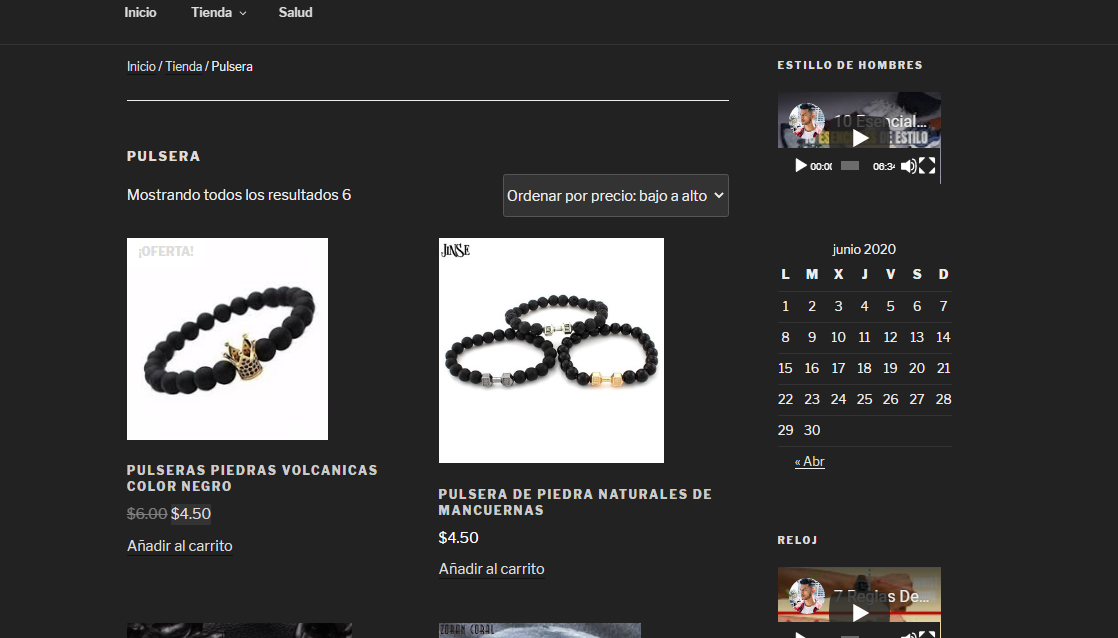 Inicio Tienda Salud
Inicio / Tienda / Pulsera
PULSERA
Mostrando todos los resultados 6
Ordenar por precio: bajo a alto
¡OFERTA!
PULSERAS PIEDRAS VOLCANICAS
COLOR NEGRO
$6.00 $4.50
Añadir al carrito
JINSE
PULSERA DE PIEDRA NATURALES DE
MANCUERNAS
$4.50
Añadir al carrito
ZORAH CORAL
ESTILLO DE HOMBRES
10 Esencial...
DE ESTILO
00:00 06:34
junio 2020
L M X J V S D
1 2 3 4 5 6 7
8 9 10 11 12 13 14
15 16 17 18 19 20 21
22 23 24 25 26 27 28
29 30
« Abr
RELOJ
7 Reglas De...